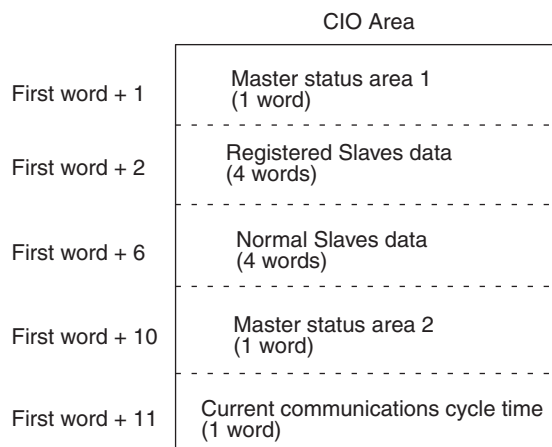 CIO Area
First word + 1
Master status area 1
(1 word)
First word + 2
Registered Slaves data
(4 words)
First word + 6
Normal Slaves data
(4 words)
First word + 10
Master status area 2
(1 word)
First word + 11
Current communications cycle time
(1 word)